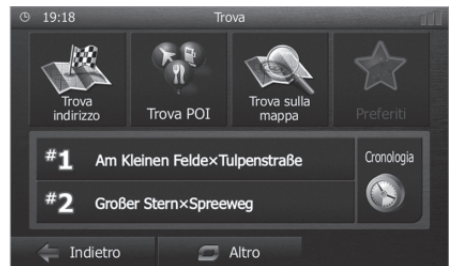 19:18 Trova
Trova indirizzo
Trova POI
Trova sulla mappa
Preferiti
#1 Am Kleinen Felde×Tulpenstraße
Cronologia
#2 Großer Stern×Spreeweg
Indietro
Altro